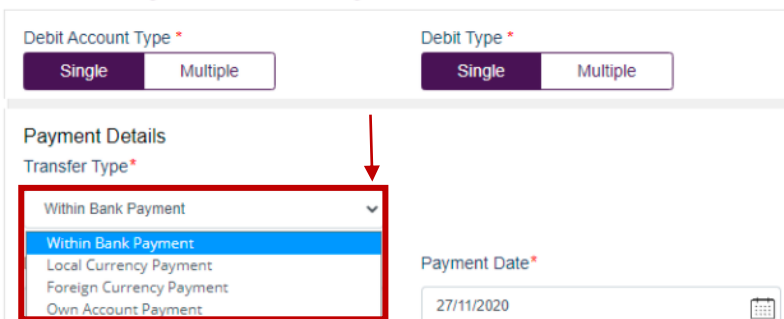 Debit Account Type * Debit Type *
Single Multiple Single Multiple
Payment Details
Transfer Type*
Within Bank Payment
Within Bank Payment
Local Currency Payment Payment Date*
Foreign Currency Payment
Own Account Payment 27/11/2020